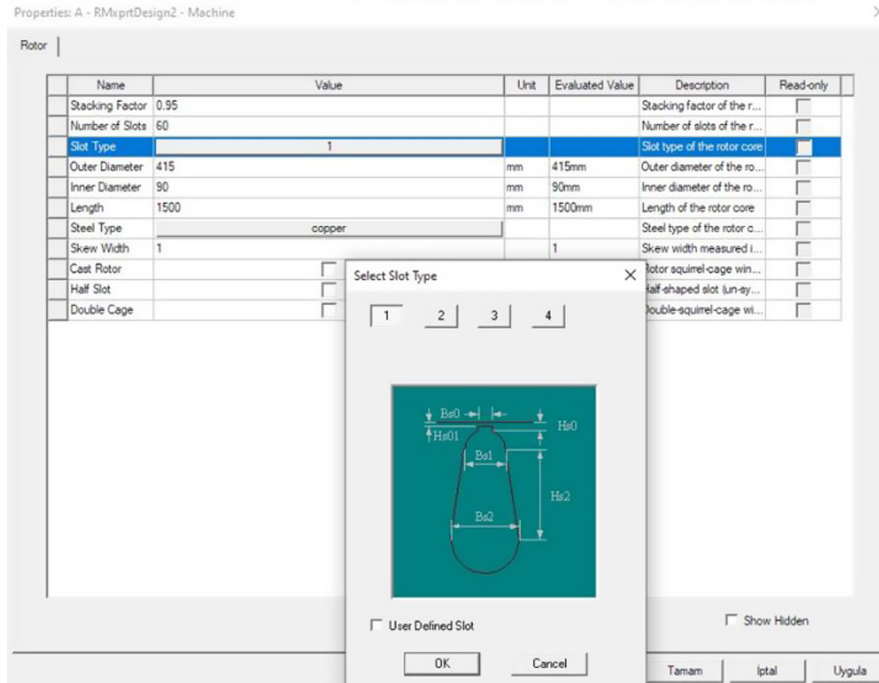 Properties: A - RMxprtDesign2 - Machine
Rotor
Name Value Unit Evaluated Value Description Read-only
Stacking Factor 0.95 Stacking factor of the r...
Number of Slots 60 Number of slots of the r...
Slot Type 1 Slot type of the rotor core
Outer Diameter 415 mm 415mm Outer diameter of the ro...
Inner Diameter 90 mm 90mm Inner diameter of the ro...
Length 1500 mm 1500mm Length of the rotor core
Steel Type copper Steel type of the rotor c...
Skew Width 1 1 Skew width measured i...
Cast Rotor Rotor squirrel-cage win...
Half Slot Half-shaped slot (un-sy...
Double Cage Double-squirrel-cage wi...
Select Slot Type
1 2 3 4
Bs0
Hs0
Hs01
Bs1
Hs2
Bs2
User Defined Slot
Show Hidden
OK Cancel
Tamam İptal Uygula